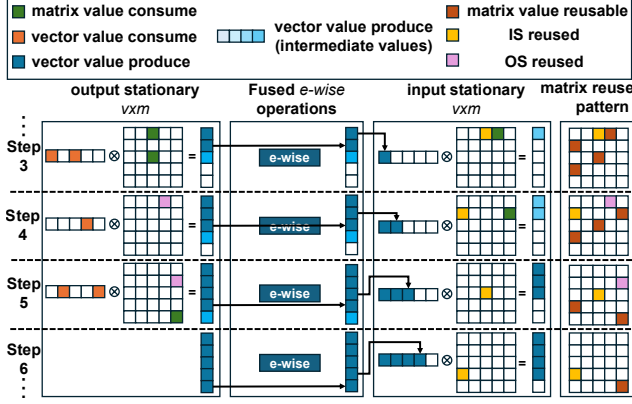 matrix value consume
vector value consume
vector value produce
vector value produce
(intermediate values)
matrix value reusable
IS reused
OS reused
output stationary
vxm
Fused e-wise
operations
input stationary
vxm
matrix reuse
pattern
Step
3
⊗
=
e-wise
⊗
=
Step
4
⊗
=
e-wise
⊗
=
Step
5
⊗
=
e-wise
⊗
=
Step
6
e-wise
⊗
=